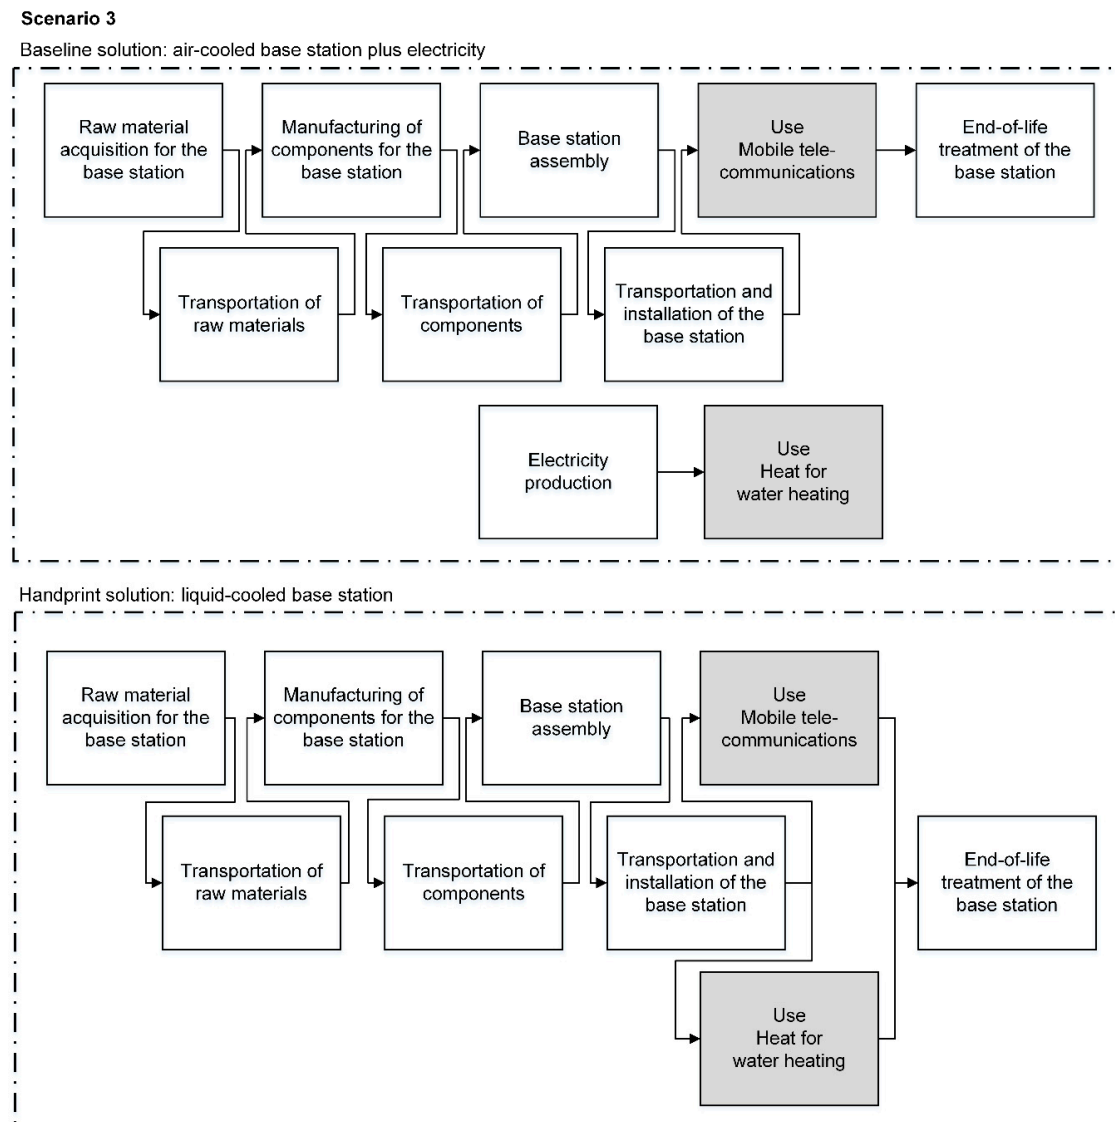 Scenario 3
Baseline solution: air-cooled base station plus electricity
Raw material
acquisition for the
base station
Manufacturing of
components for the
base station
Base station
assembly
Use
Mobile tele-
communications
End-of-life
treatment of the
base station
Transportation of
raw materials
Transportation of
components
Transportation and
installation of the
base station
Electricity
production
Use
Heat for
water heating
Handprint solution: liquid-cooled base station
Raw material
acquisition for the
base station
Manufacturing of
components for the
base station
Base station
assembly
Use
Mobile tele-
communications
Transportation of
raw materials
Transportation of
components
Transportation and
installation of the
base station
End-of-life
treatment of the
base station
Use
Heat for
water heating